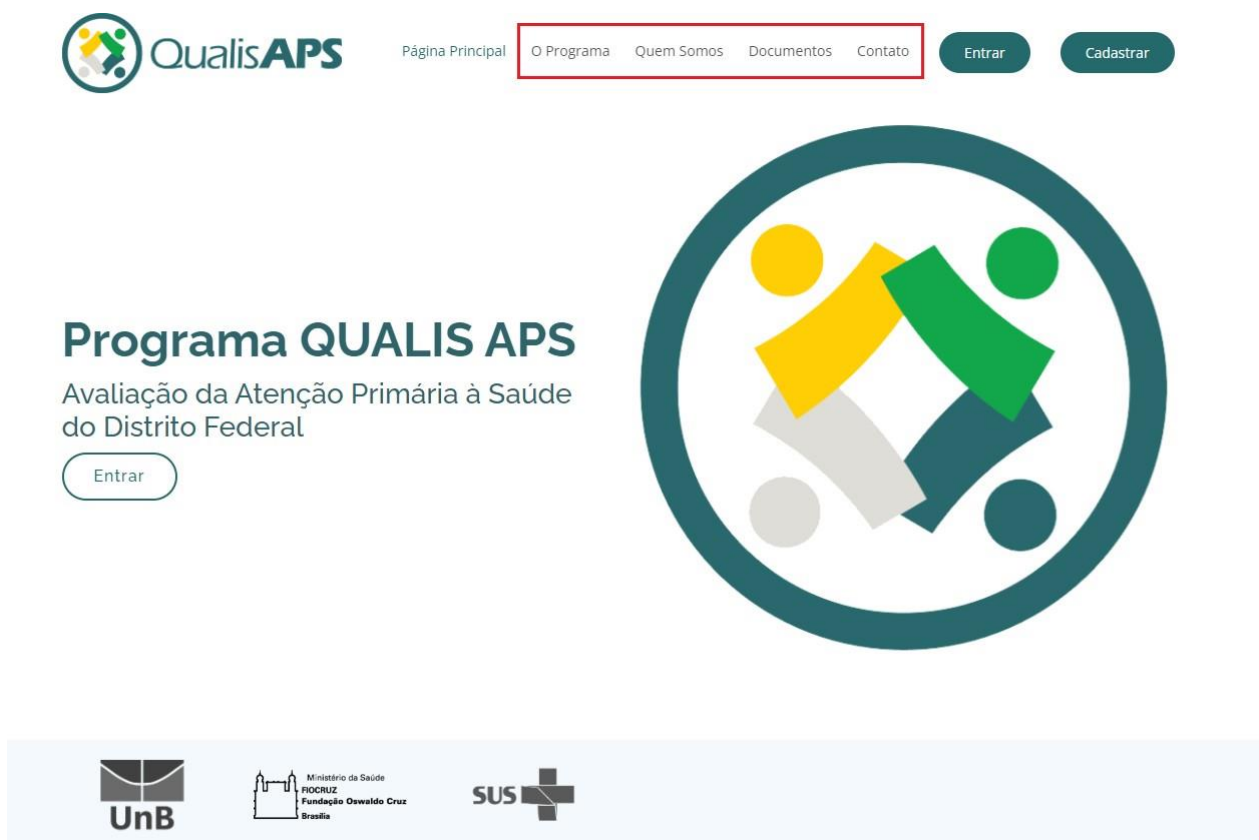 QualisAPS
Página Principal O Programa Quem Somos Documentos Contato Entrar Cadastrar
Programa QUALIS APS
Avaliação da Atenção Primária à Saúde
do Distrito Federal
Entrar
UnB
Ministério da Saúde
FIOCRUZ
Fundação Oswaldo Cruz
Brasília
SUS